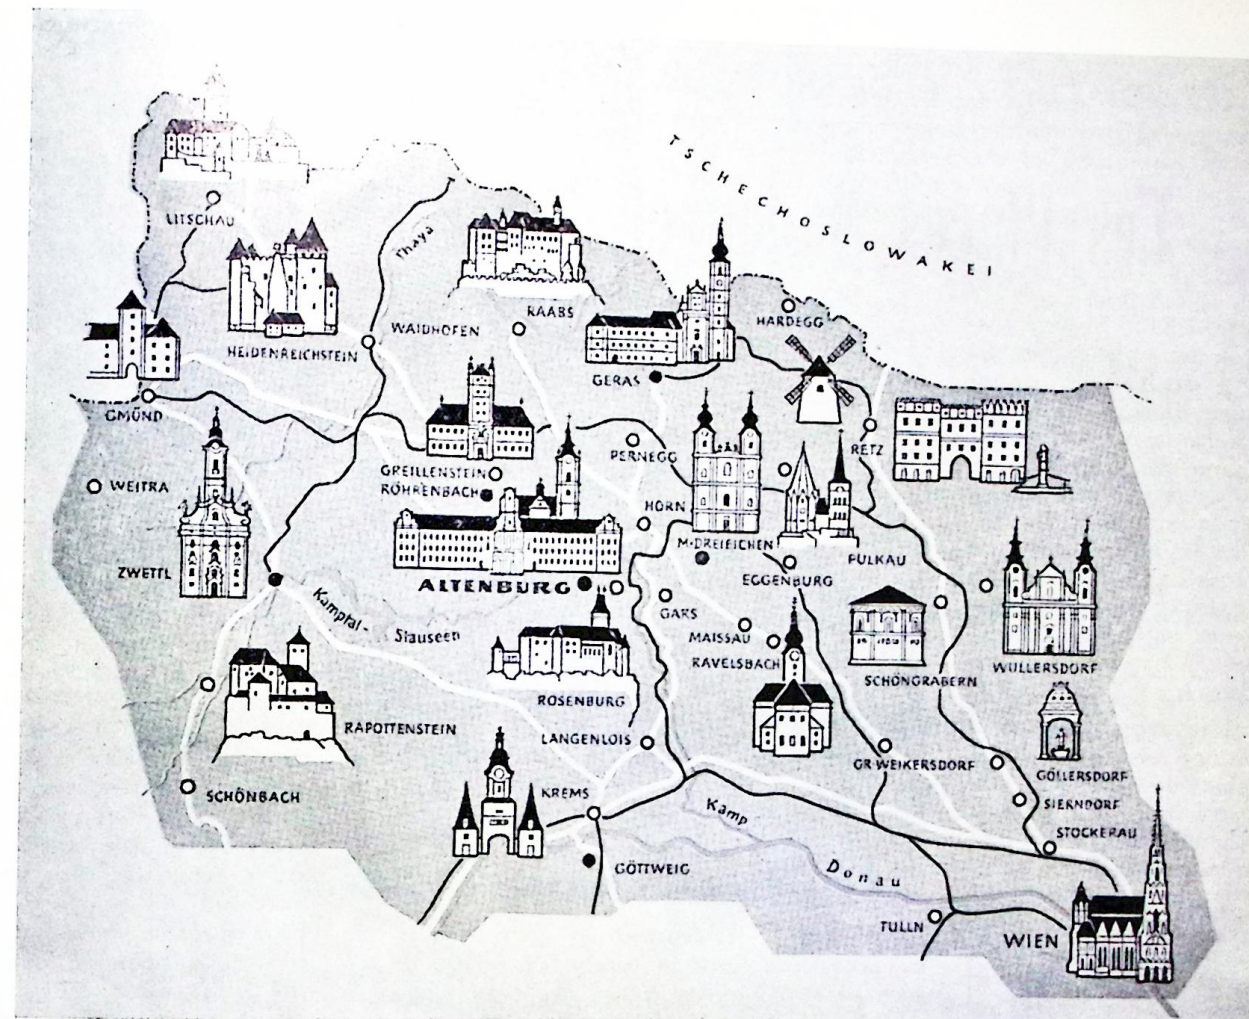 TSCHECHOSLOWAKEI
LITSCHAU
Thaya
RAABS
HARDEGG
WAIDHOFEN
HEIDENREICHSTEIN
GERAS
GMÜND
RETZ
PERNEGG
GREILLENSTEIN
RÖHRENBACH
WEITRA
HORN
M·DREIEICHEN
PULKAU
ZWETTL
ALTENBURG
EGGENBURG
Kamptal-
Stauseen
GARS
MAISSAU
RAVELSBACH
SCHÖNGRABERN
WULLERSDORF
ROSENBURG
RAPOTTENSTEIN
LANGENLOIS
GR·WEIKERSDORF
GÖLLERSDORF
SCHÖNBACH
KREMS
SIERNDORF
Kamp
STOCKERAU
GÖTTWEIG
Donau
TULLN
WIEN